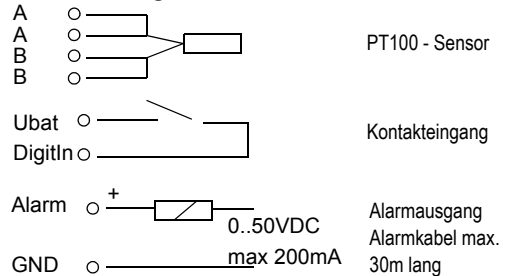 A
A
B
B
PT100 - Sensor
Ubat
DigitIn
Kontakteingang
Alarm
+
0..50VDC
max 200mA
GND
Alarmausgang
Alarmkabel max.
30m lang